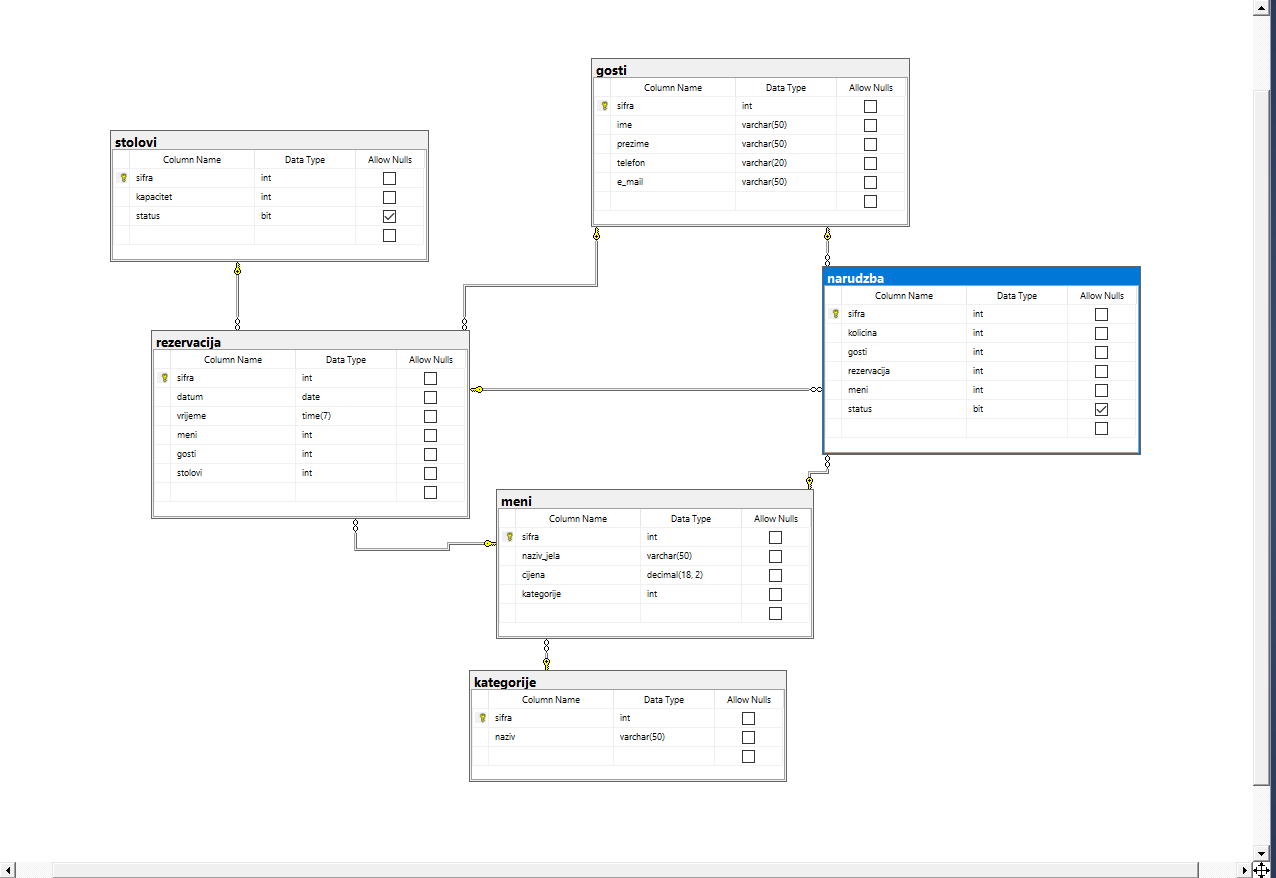 gosti
Column Name Data Type Allow Nulls
sifra int
ime varchar(50)
prezime varchar(50)
telefon varchar(20)
e_mail varchar(50)
stolovi
Column Name Data Type Allow Nulls
sifra int
kapacitet int
status bit
narudzba
Column Name Data Type Allow Nulls
sifra int
kolicina int
gosti int
rezervacija int
meni int
status bit
rezervacija
Column Name Data Type Allow Nulls
sifra int
datum date
vrijeme time(7)
meni int
gosti int
stolovi int
meni
Column Name Data Type Allow Nulls
sifra int
naziv_jela varchar(50)
cijena decimal(18, 2)
kategorije int
kategorije
Column Name Data Type Allow Nulls
sifra int
naziv varchar(50)